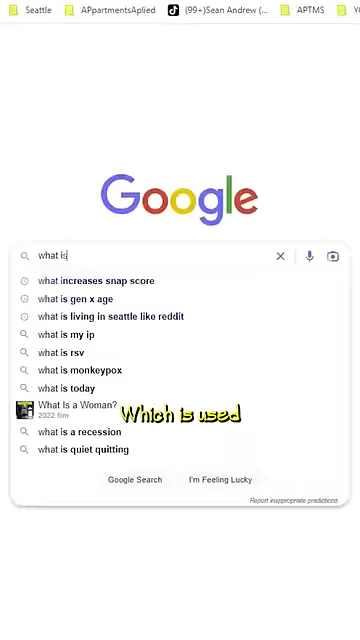 Seattle
APpartmentsAplied
(99+)Sean Andrew (...
APTMS
Google
what is
what increases snap score
what is gen x age
what is living in seattle like reddit
what is my ip
what is rsv
what is monkeypox
what is today
What Is a Woman?
2022 film
Which is used
what is a recession
what is quiet quitting
Google Search
I'm Feeling Lucky
Report inappropriate predictions